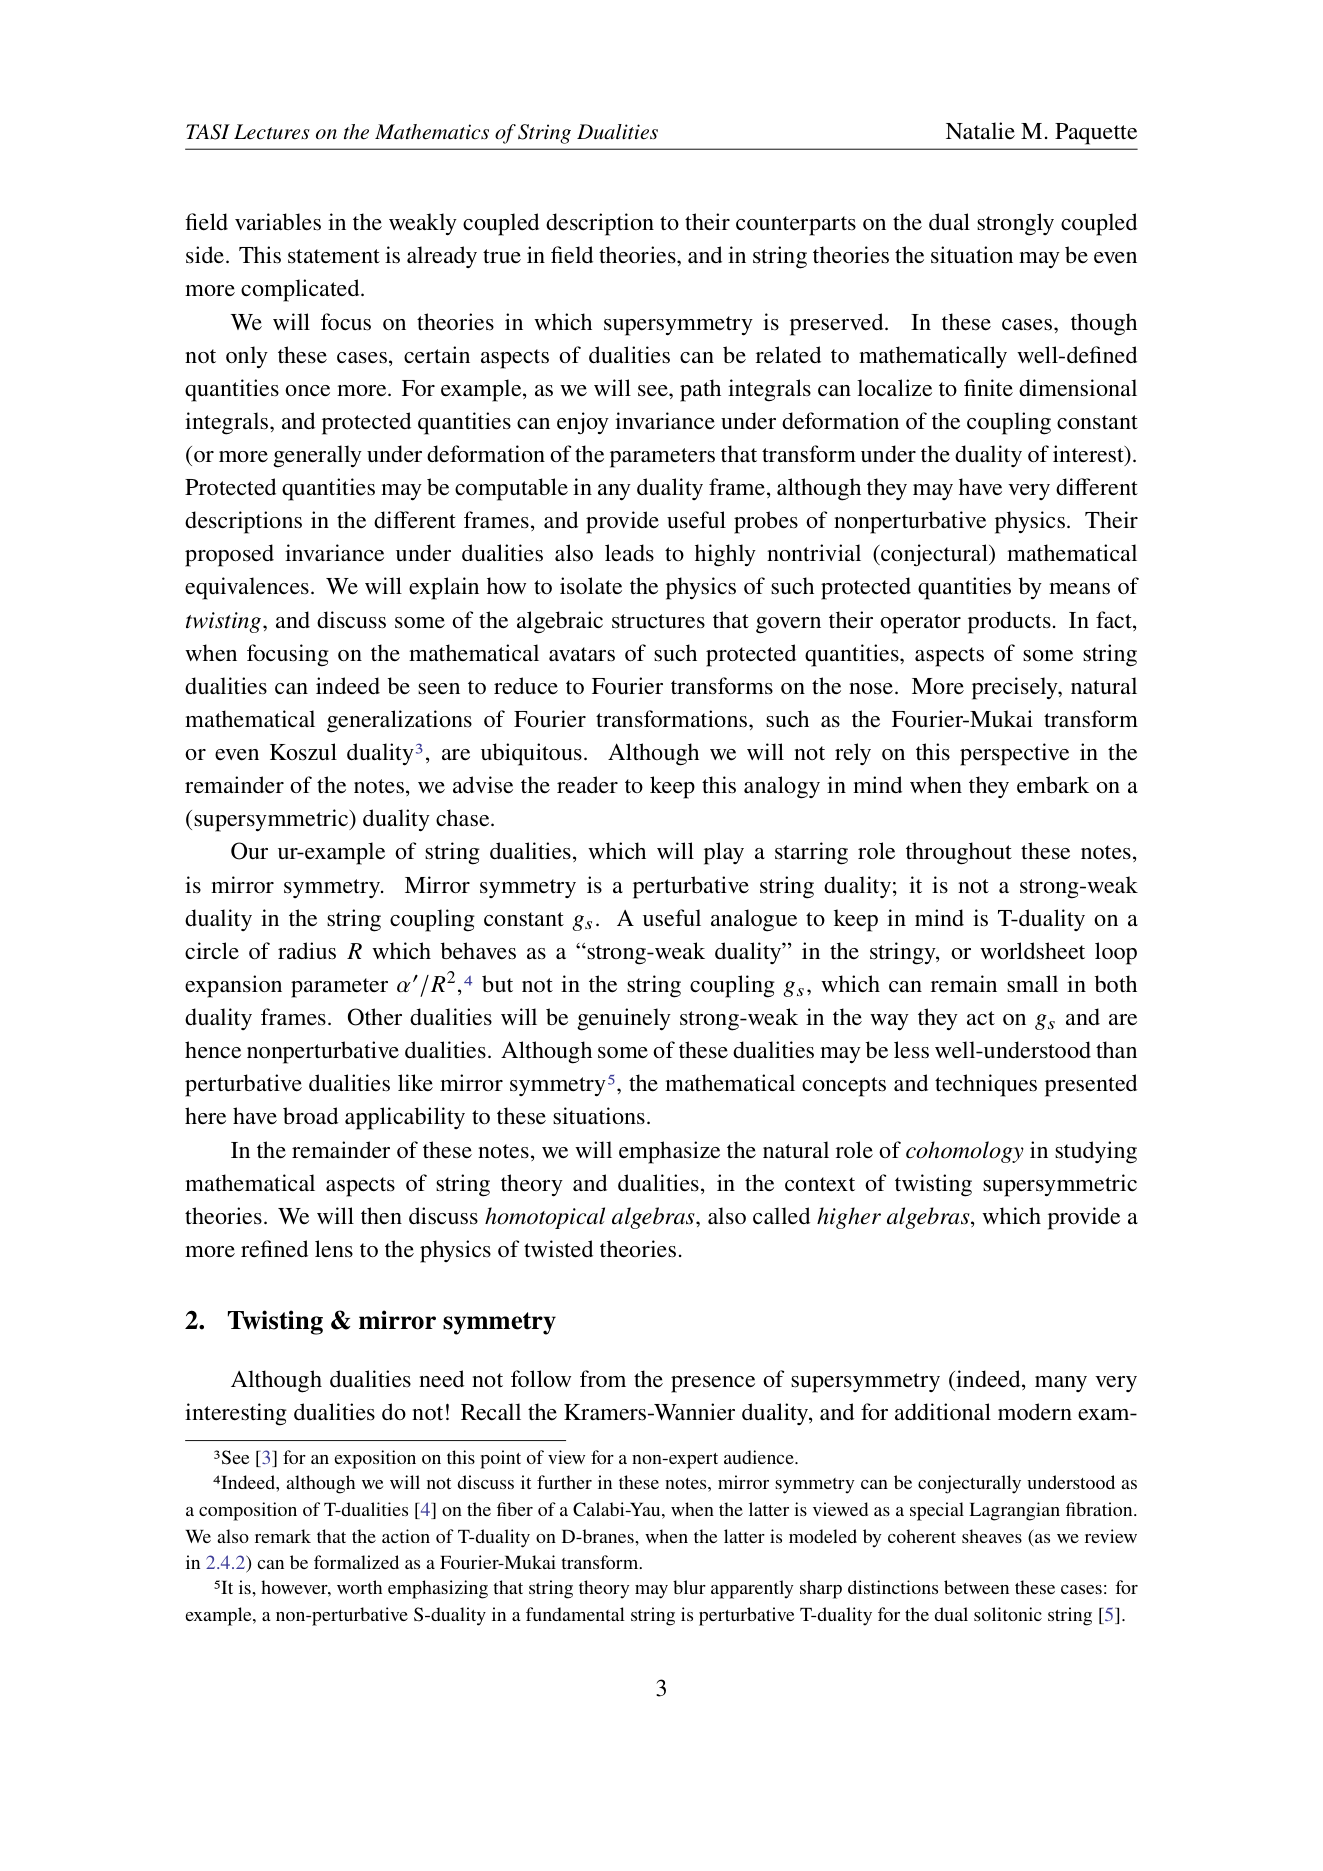 TASI Lectures on the Mathematics of String Dualities Natalie M. Paquette
field variables in the weakly coupled description to their counterparts on the dual strongly coupled
side. This statement is already true in field theories, and in string theories the situation may be even
more complicated.
We will focus on theories in which supersymmetry is preserved. In these cases, though
not only these cases, certain aspects of dualities can be related to mathematically well-defined
quantities once more. For example, as we will see, path integrals can localize to finite dimensional
integrals, and protected quantities can enjoy invariance under deformation of the coupling constant
(or more generally under deformation of the parameters that transform under the duality of interest).
Protected quantities may be computable in any duality frame, although they may have very different
descriptions in the different frames, and provide useful probes of nonperturbative physics. Their
proposed invariance under dualities also leads to highly nontrivial (conjectural) mathematical
equivalences. We will explain how to isolate the physics of such protected quantities by means of
twisting, and discuss some of the algebraic structures that govern their operator products. In fact,
when focusing on the mathematical avatars of such protected quantities, aspects of some string
dualities can indeed be seen to reduce to Fourier transforms on the nose. More precisely, natural
mathematical generalizations of Fourier transformations, such as the Fourier-Mukai transform
or even Koszul duality³, are ubiquitous. Although we will not rely on this perspective in the
remainder of the notes, we advise the reader to keep this analogy in mind when they embark on a
(supersymmetric) duality chase.
Our ur-example of string dualities, which will play a starring role throughout these notes,
is mirror symmetry. Mirror symmetry is a perturbative string duality; it is not a strong-weak
duality in the string coupling constant gₛ. A useful analogue to keep in mind is T-duality on a
circle of radius R which behaves as a “strong-weak duality” in the stringy, or worldsheet loop
expansion parameter α′/R²,⁴ but not in the string coupling gₛ, which can remain small in both
duality frames. Other dualities will be genuinely strong-weak in the way they act on gₛ and are
hence nonperturbative dualities. Although some of these dualities may be less well-understood than
perturbative dualities like mirror symmetry⁵, the mathematical concepts and techniques presented
here have broad applicability to these situations.
In the remainder of these notes, we will emphasize the natural role of cohomology in studying
mathematical aspects of string theory and dualities, in the context of twisting supersymmetric
theories. We will then discuss homotopical algebras, also called higher algebras, which provide a
more refined lens to the physics of twisted theories.
2. Twisting & mirror symmetry
Although dualities need not follow from the presence of supersymmetry (indeed, many very
interesting dualities do not! Recall the Kramers-Wannier duality, and for additional modern exam-
³See [3] for an exposition on this point of view for a non-expert audience.
⁴Indeed, although we will not discuss it further in these notes, mirror symmetry can be conjecturally understood as
a composition of T-dualities [4] on the fiber of a Calabi-Yau, when the latter is viewed as a special Lagrangian fibration.
We also remark that the action of T-duality on D-branes, when the latter is modeled by coherent sheaves (as we review
in 2.4.2) can be formalized as a Fourier-Mukai transform.
⁵It is, however, worth emphasizing that string theory may blur apparently sharp distinctions between these cases: for
example, a non-perturbative S-duality in a fundamental string is perturbative T-duality for the dual solitonic string [5].
3